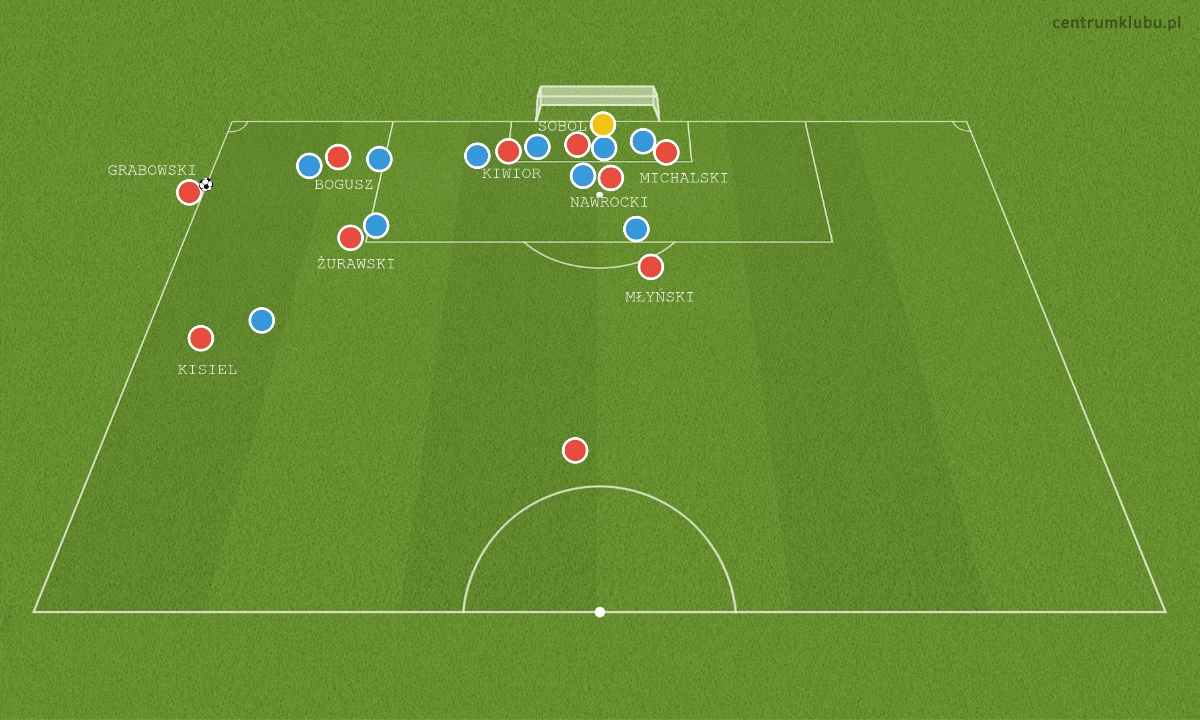 centrumklubu.pl
SOBOL
GRABOWSKI
KIWIOR
MICHALSKI
BOGUSZ
NAWROCKI
ŻURAWSKI
MŁYŃSKI
KISIEL